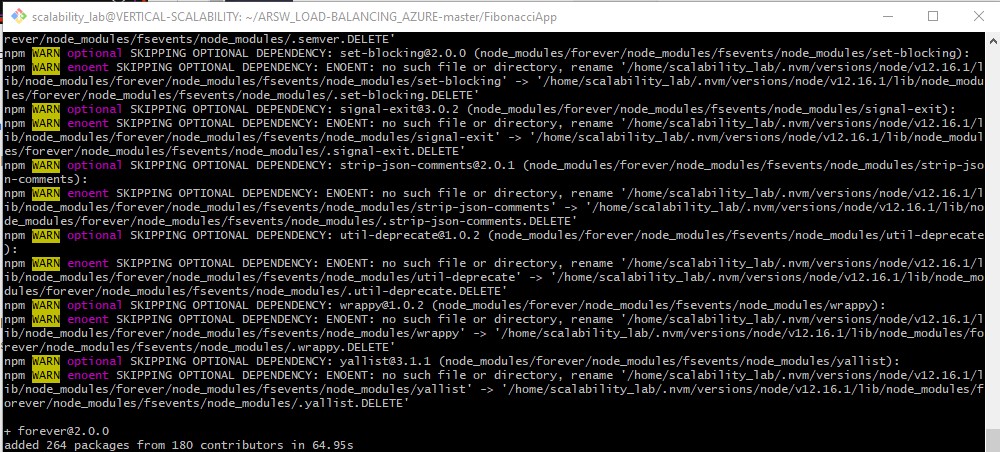 scalability_lab@VERTICAL-SCALABILITY: ~/ARSW_LOAD-BALANCING_AZURE-master/FibonacciApp
rever/node_modules/fsevents/node_modules/.semver.DELETE'
npm WARN optional SKIPPING OPTIONAL DEPENDENCY: set-blocking@2.0.0 (node_modules/forever/node_modules/fsevents/node_modules/set-blocking):
npm WARN enoent SKIPPING OPTIONAL DEPENDENCY: ENOENT: no such file or directory, rename '/home/scalability_lab/.nvm/versions/node/v12.16.1/l
ib/node_modules/forever/node_modules/fsevents/node_modules/set-blocking' -> '/home/scalability_lab/.nvm/versions/node/v12.16.1/lib/node_modu
les/forever/node_modules/fsevents/node_modules/.set-blocking.DELETE'
npm WARN optional SKIPPING OPTIONAL DEPENDENCY: signal-exit@3.0.2 (node_modules/forever/node_modules/fsevents/node_modules/signal-exit):
npm WARN enoent SKIPPING OPTIONAL DEPENDENCY: ENOENT: no such file or directory, rename '/home/scalability_lab/.nvm/versions/node/v12.16.1/l
ib/node_modules/forever/node_modules/fsevents/node_modules/signal-exit' -> '/home/scalability_lab/.nvm/versions/node/v12.16.1/lib/node_modul
es/forever/node_modules/fsevents/node_modules/.signal-exit.DELETE'
npm WARN optional SKIPPING OPTIONAL DEPENDENCY: strip-json-comments@2.0.1 (node_modules/forever/node_modules/fsevents/node_modules/strip-jso
n-comments):
npm WARN enoent SKIPPING OPTIONAL DEPENDENCY: ENOENT: no such file or directory, rename '/home/scalability_lab/.nvm/versions/node/v12.16.1/l
ib/node_modules/forever/node_modules/fsevents/node_modules/strip-json-comments' -> '/home/scalability_lab/.nvm/versions/node/v12.16.1/lib/no
de_modules/forever/node_modules/fsevents/node_modules/.strip-json-comments.DELETE'
npm WARN optional SKIPPING OPTIONAL DEPENDENCY: util-deprecate@1.0.2 (node_modules/forever/node_modules/fsevents/node_modules/util-deprecate
):
npm WARN enoent SKIPPING OPTIONAL DEPENDENCY: ENOENT: no such file or directory, rename '/home/scalability_lab/.nvm/versions/node/v12.16.1/l
ib/node_modules/forever/node_modules/fsevents/node_modules/util-deprecate' -> '/home/scalability_lab/.nvm/versions/node/v12.16.1/lib/node_mo
dules/forever/node_modules/fsevents/node_modules/.util-deprecate.DELETE'
npm WARN optional SKIPPING OPTIONAL DEPENDENCY: wrappy@1.0.2 (node_modules/forever/node_modules/fsevents/node_modules/wrappy):
npm WARN enoent SKIPPING OPTIONAL DEPENDENCY: ENOENT: no such file or directory, rename '/home/scalability_lab/.nvm/versions/node/v12.16.1/l
ib/node_modules/forever/node_modules/fsevents/node_modules/wrappy' -> '/home/scalability_lab/.nvm/versions/node/v12.16.1/lib/node_modules/fo
rever/node_modules/fsevents/node_modules/.wrappy.DELETE'
npm WARN optional SKIPPING OPTIONAL DEPENDENCY: yallist@3.1.1 (node_modules/forever/node_modules/fsevents/node_modules/yallist):
npm WARN enoent SKIPPING OPTIONAL DEPENDENCY: ENOENT: no such file or directory, rename '/home/scalability_lab/.nvm/versions/node/v12.16.1/l
ib/node_modules/forever/node_modules/fsevents/node_modules/yallist' -> '/home/scalability_lab/.nvm/versions/node/v12.16.1/lib/node_modules/f
orever/node_modules/fsevents/node_modules/.yallist.DELETE'
+ forever@2.0.0
added 264 packages from 180 contributors in 64.95s